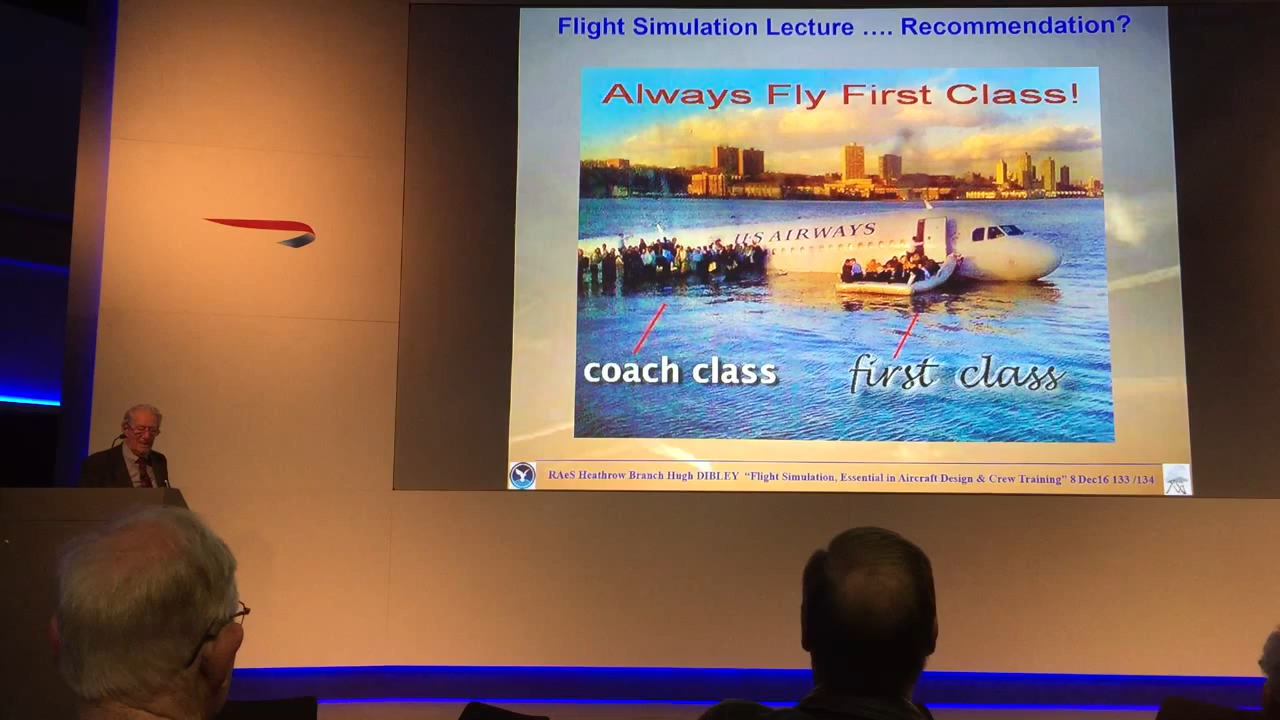 Flight Simulation Lecture .... Recommendation?
Always Fly First Class!
US AIRWAYS
coach class
first class
RAeS Heathrow Branch Hugh DIBLEY "Flight Simulation, Essential in Aircraft Design & Crew Training" 8 Dec16 133 /134